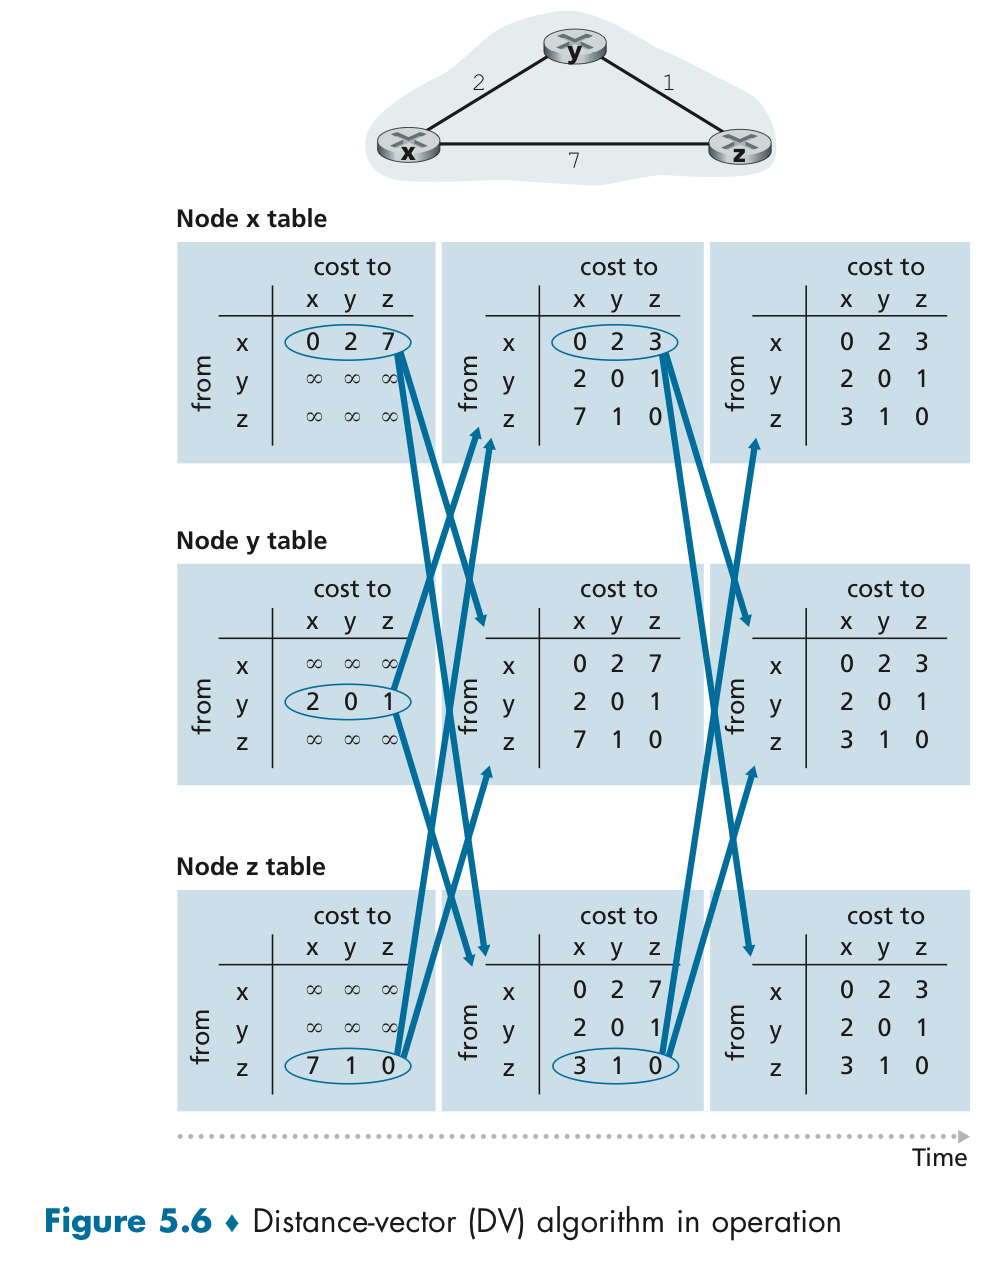 y
2 1
x z
7
Node x table
cost to cost to cost to
x y z x y z x y z
x 0 2 7 x 0 2 3 x 0 2 3
from y ∞ ∞ ∞ from y 2 0 1 from y 2 0 1
z ∞ ∞ ∞ z 7 1 0 z 3 1 0
Node y table
cost to cost to cost to
x y z x y z x y z
x ∞ ∞ ∞ x 0 2 7 x 0 2 3
from y 2 0 1 from y 2 0 1 from y 2 0 1
z ∞ ∞ ∞ z 7 1 0 z 3 1 0
Node z table
cost to cost to cost to
x y z x y z x y z
x ∞ ∞ ∞ x 0 2 7 x 0 2 3
from y ∞ ∞ ∞ from y 2 0 1 from y 2 0 1
z 7 1 0 z 3 1 0 z 3 1 0
Time
Figure 5.6 ♦ Distance-vector (DV) algorithm in operation